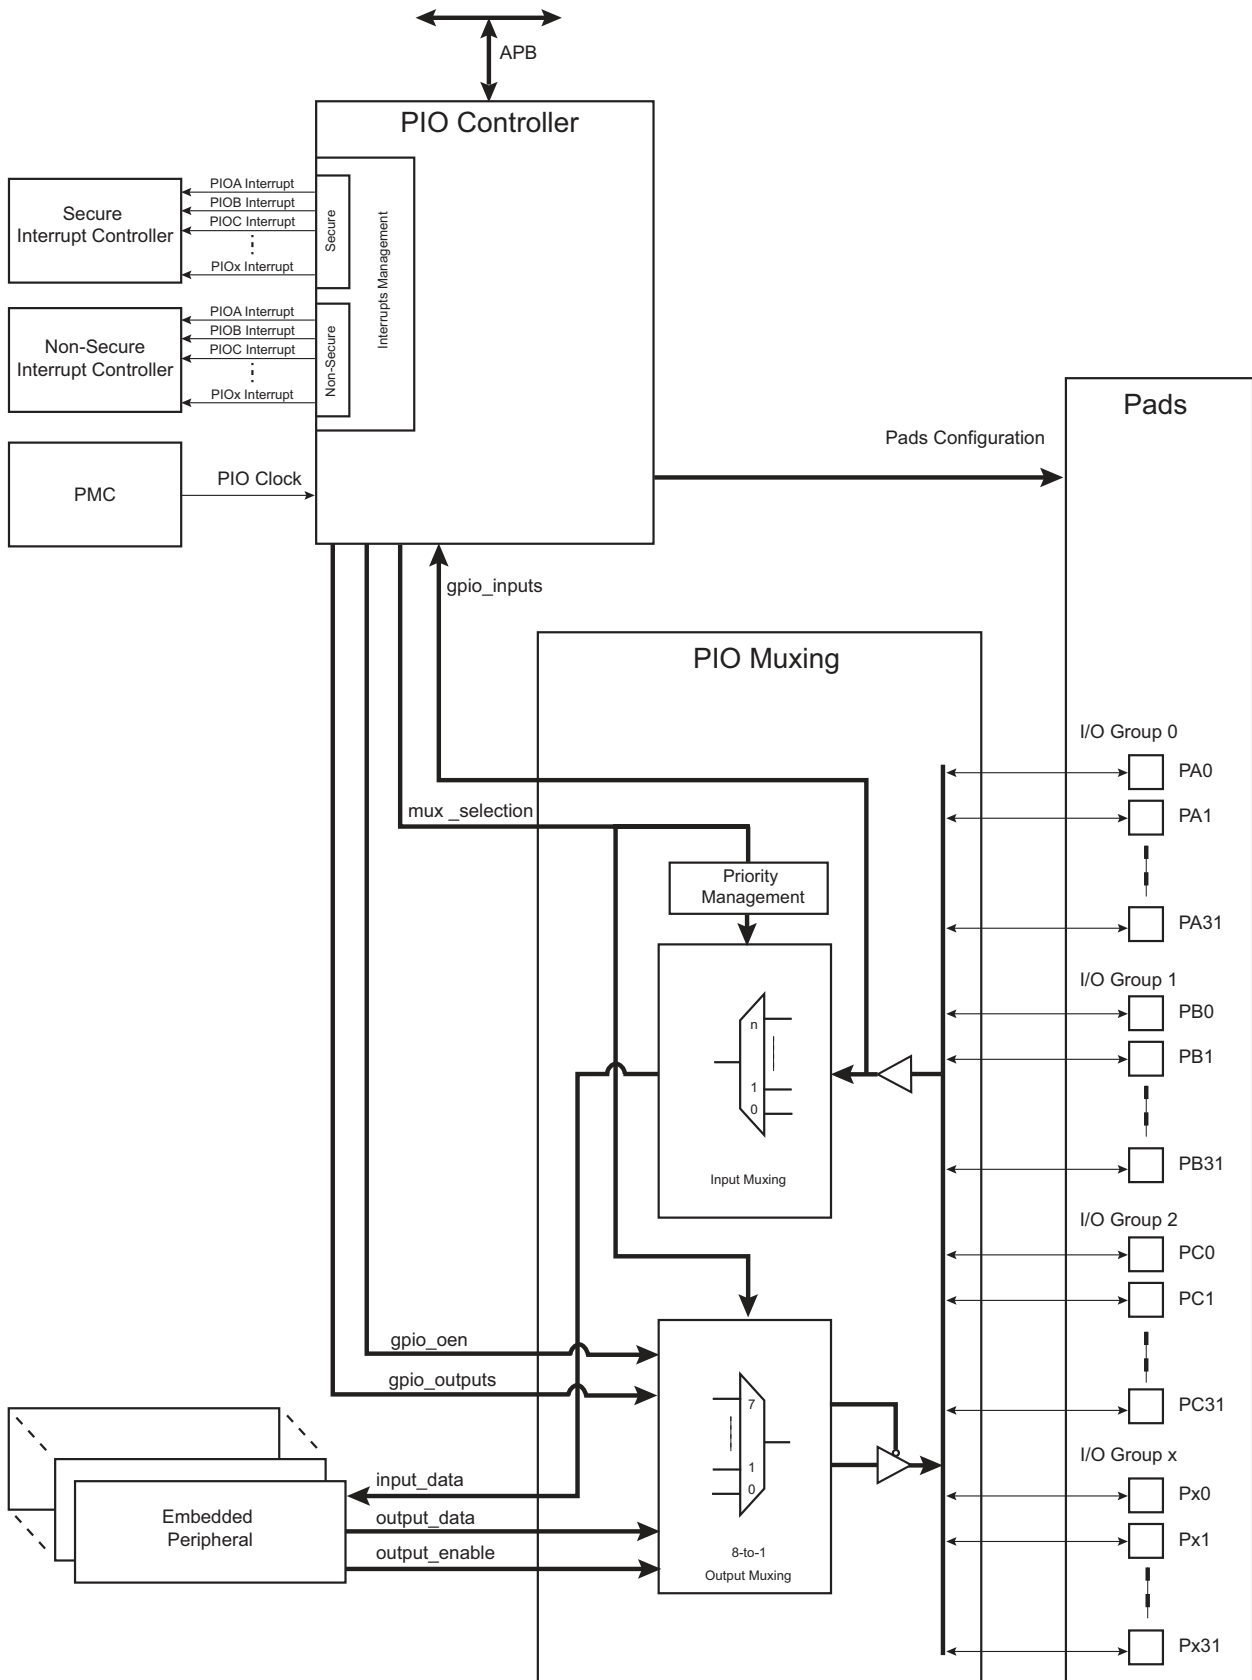 APB
PIO Controller
PIOA Interrupt
PIOB Interrupt
PIOC Interrupt
PIOx Interrupt
Secure
Interrupt Controller
Secure
Interrupts Management
PIOA Interrupt
PIOB Interrupt
PIOC Interrupt
PIOx Interrupt
Non-Secure
Interrupt Controller
Non-Secure
PMC
PIO Clock
Pads Configuration
Pads
gpio_inputs
PIO Muxing
mux _selection
Priority
Management
n
1
0
Input Muxing
I/O Group 0
PA0
PA1
PA31
I/O Group 1
PB0
PB1
PB31
I/O Group 2
PC0
PC1
PC31
I/O Group x
Px0
Px1
Px31
gpio_oen
gpio_outputs
7
1
0
8-to-1
Output Muxing
input_data
output_data
output_enable
Embedded
Peripheral